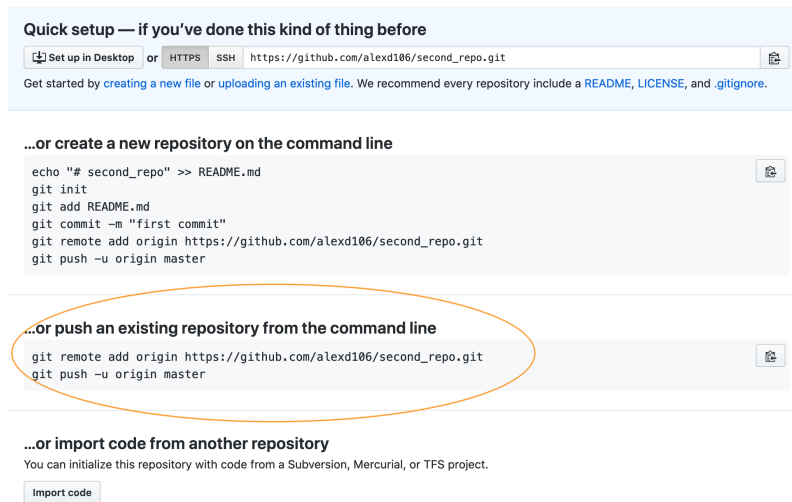 Quick setup — if you’ve done this kind of thing before
Set up in Desktop or HTTPS SSH https://github.com/alexd106/second_repo.git
Get started by creating a new file or uploading an existing file. We recommend every repository include a README, LICENSE, and .gitignore.
…or create a new repository on the command line
echo "# second_repo" >> README.md
git init
git add README.md
git commit -m "first commit"
git remote add origin https://github.com/alexd106/second_repo.git
git push -u origin master
…or push an existing repository from the command line
git remote add origin https://github.com/alexd106/second_repo.git
git push -u origin master
…or import code from another repository
You can initialize this repository with code from a Subversion, Mercurial, or TFS project.
Import code